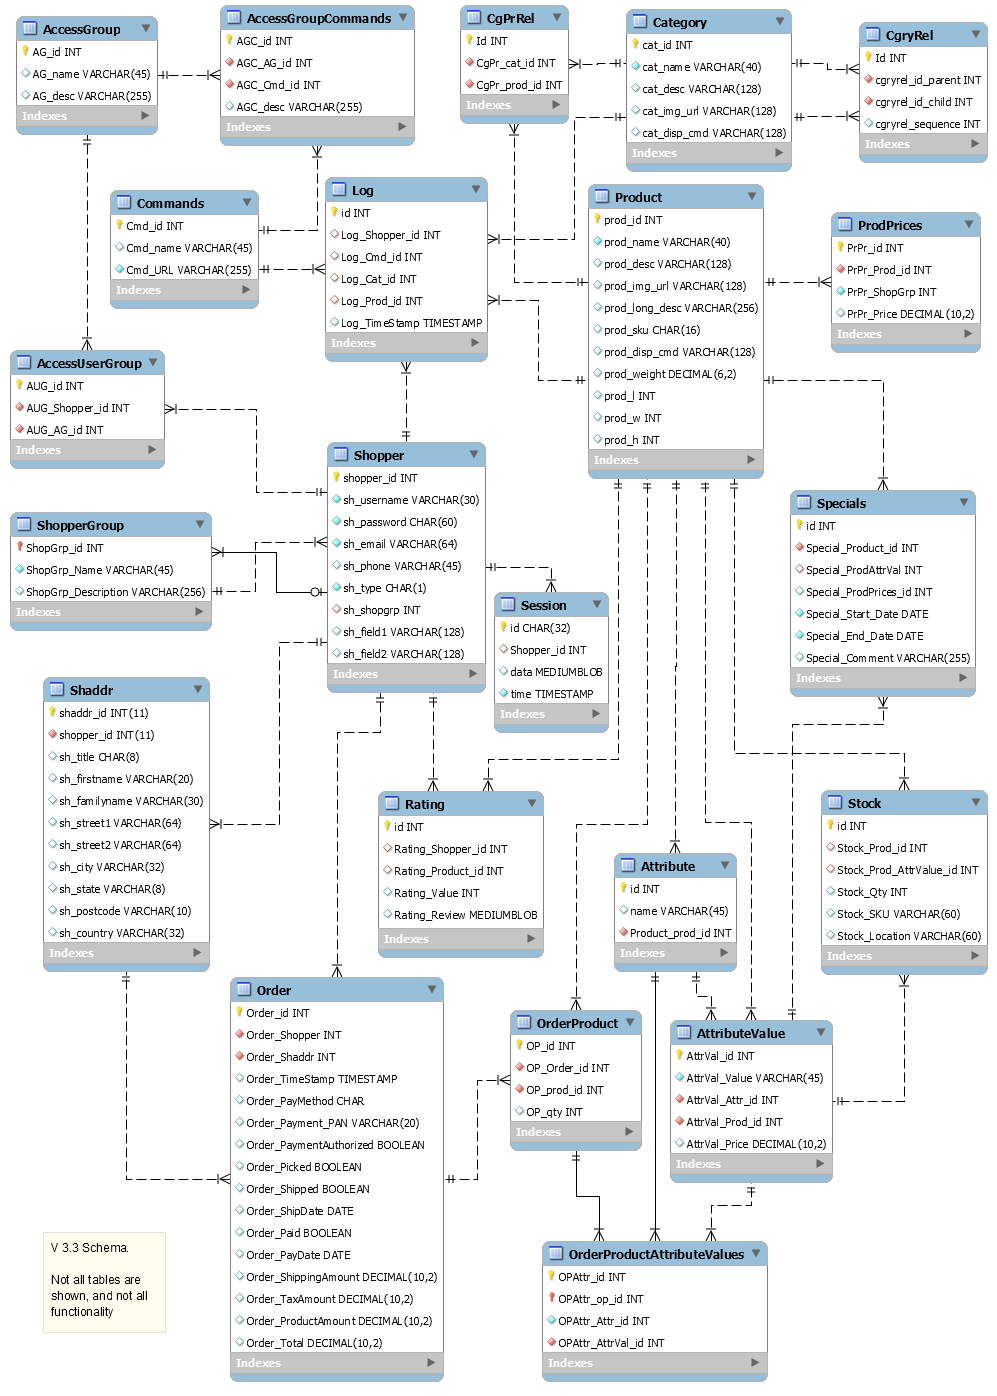 AccessGroup
AG_id INT
AG_name VARCHAR(45)
AG_desc VARCHAR(255)
Indexes
AccessGroupCommands
AGC_id INT
AGC_AG_id INT
AGC_Cmd_id INT
AGC_desc VARCHAR(255)
Indexes
CgPrRel
Id INT
CgPr_cat_id INT
CgPr_prod_id INT
Indexes
Category
cat_id INT
cat_name VARCHAR(40)
cat_desc VARCHAR(128)
cat_img_url VARCHAR(128)
cat_disp_cmd VARCHAR(128)
Indexes
CgryRel
Id INT
cgryrel_id_parent INT
cgryrel_id_child INT
cgryrel_sequence INT
Indexes
Commands
Cmd_id INT
Cmd_name VARCHAR(45)
Cmd_URL VARCHAR(255)
Indexes
Log
id INT
Log_Shopper_id INT
Log_Cmd_id INT
Log_Cat_id INT
Log_Prod_id INT
Log_TimeStamp TIMESTAMP
Indexes
Product
prod_id INT
prod_name VARCHAR(40)
prod_desc VARCHAR(128)
prod_img_url VARCHAR(128)
prod_long_desc VARCHAR(256)
prod_sku CHAR(16)
prod_disp_cmd VARCHAR(128)
prod_weight DECIMAL(6,2)
prod_l INT
prod_w INT
prod_h INT
Indexes
ProdPrices
PrPr_id INT
PrPr_Prod_id INT
PrPr_ShopGrp INT
PrPr_Price DECIMAL(10,2)
Indexes
AccessUserGroup
AUG_id INT
AUG_Shopper_id INT
AUG_AG_id INT
Indexes
Shopper
shopper_id INT
sh_username VARCHAR(30)
sh_password CHAR(60)
sh_email VARCHAR(64)
sh_phone VARCHAR(45)
sh_type CHAR(1)
sh_shopgrp INT
sh_field1 VARCHAR(128)
sh_field2 VARCHAR(128)
Indexes
ShopperGroup
ShopGrp_id INT
ShopGrp_Name VARCHAR(45)
ShopGrp_Description VARCHAR(256)
Indexes
Session
id CHAR(32)
Shopper_id INT
data MEDIUMBLOB
time TIMESTAMP
Indexes
Specials
id INT
Special_Product_id INT
Special_ProdAttrVal INT
Special_ProdPrices_id INT
Special_Start_Date DATE
Special_End_Date DATE
Special_Comment VARCHAR(255)
Indexes
Shaddr
shaddr_id INT(11)
shopper_id INT(11)
sh_title CHAR(8)
sh_firstname VARCHAR(20)
sh_familyname VARCHAR(30)
sh_street1 VARCHAR(64)
sh_street2 VARCHAR(64)
sh_city VARCHAR(32)
sh_state VARCHAR(8)
sh_postcode VARCHAR(10)
sh_country VARCHAR(32)
Indexes
Rating
id INT
Rating_Shopper_id INT
Rating_Product_id INT
Rating_Value INT
Rating_Review MEDIUMBLOB
Indexes
Attribute
id INT
name VARCHAR(45)
Product_prod_id INT
Indexes
Stock
id INT
Stock_Prod_id INT
Stock_Prod_AttrValue_id INT
Stock_Qty INT
Stock_SKU VARCHAR(60)
Stock_Location VARCHAR(60)
Indexes
Order
Order_id INT
Order_Shopper INT
Order_Shaddr INT
Order_TimeStamp TIMESTAMP
Order_PayMethod CHAR
Order_Payment_PAN VARCHAR(20)
Order_PaymentAuthorized BOOLEAN
Order_Picked BOOLEAN
Order_Shipped BOOLEAN
Order_ShipDate DATE
Order_Paid BOOLEAN
Order_PayDate DATE
Order_ShippingAmount DECIMAL(10,2)
Order_TaxAmount DECIMAL(10,2)
Order_ProductAmount DECIMAL(10,2)
Order_Total DECIMAL(10,2)
Indexes
OrderProduct
OP_id INT
OP_Order_id INT
OP_prod_id INT
OP_qty INT
Indexes
AttributeValue
AttrVal_id INT
AttrVal_Value VARCHAR(45)
AttrVal_Attr_id INT
AttrVal_Prod_id INT
AttrVal_Price DECIMAL(10,2)
Indexes
V 3.3 Schema.
Not all tables are
shown, and not all
functionality
OrderProductAttributeValues
OPAttr_id INT
OPAttr_op_id INT
OPAttr_Attr_id INT
OPAttr_AttrVal_id INT
Indexes